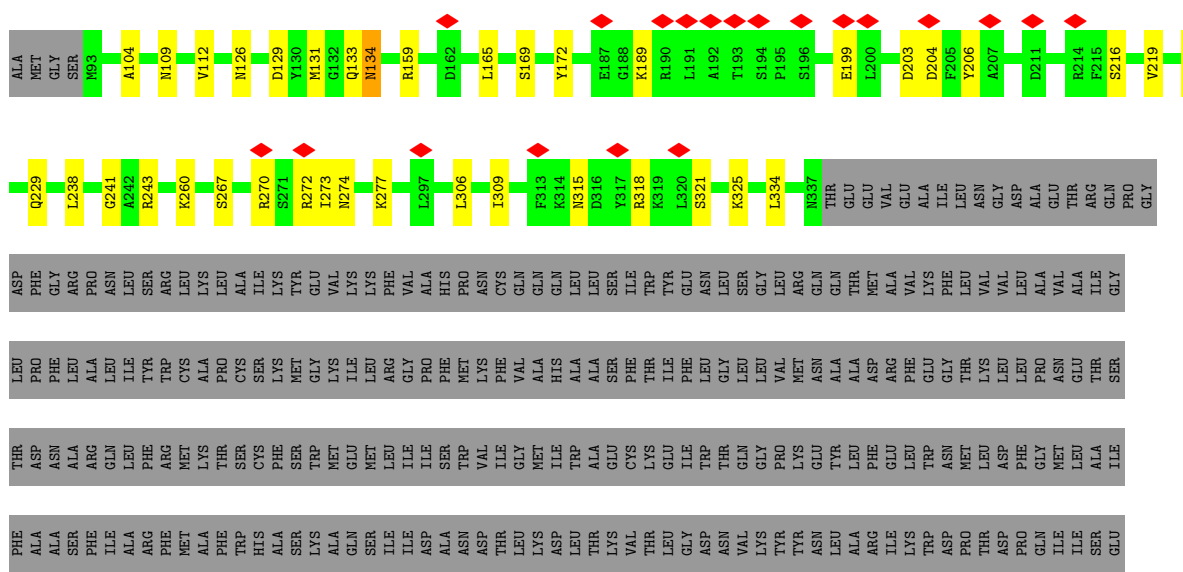 ALA MET GLY SER M93 A104 N109 V112 N126 D129 Y130 M131 G132 Q133 N134 R159 D162 L165 S169 Y172 E187 G188 K189 R190 L191 A192 T193 S194 P195 S196 E199 L200 D203 D204 F205 Y206 A207 D211 R214 F215 S216 V219
Q229 L238 G241 A242 R243 K260 S267 R270 S271 R272 I273 N274 K277 L297 L306 I309 F313 K314 N315 D316 Y317 R318 K319 L320 S321 K325 L334 N337 THR GLU GLU VAL GLU ALA ILE LEU ASN GLY ASP ALA GLU THR ARG GLN PRO GLY
ASP PHE GLY ARG PRO ASN LEU SER ARG LEU LYS LEU ALA ILE LYS TYR GLU VAL LYS LYS PHE VAL ALA HIS PRO ASN CYS GLN GLN GLN LEU LEU SER ILE TRP TYR GLU ASN LEU SER GLY LEU ARG GLN GLN THR MET ALA VAL LYS PHE LEU VAL VAL LEU ALA VAL ALA ILE GLY
LEU PRO PHE LEU ALA LEU ILE TYR TRP CYS ALA PRO CYS SER LYS MET GLY LYS ILE LEU ARG GLY PRO PHE MET LYS PHE VAL ALA HIS ALA ALA SER PHE THR ILE PHE LEU GLY LEU LEU VAL MET ASN ALA ALA ASP ARG PHE GLU GLY THR LYS LEU LEU PRO ASN GLU THR SER
THR ASP ASN ALA ARG GLN LEU PHE ARG MET LYS THR SER CYS PHE SER TRP MET GLU MET LEU ILE ILE SER TRP VAL ILE GLY MET ILE TRP ALA GLU CYS LYS GLU ILE TRP THR GLN GLY PRO LYS GLU TYR LEU PHE GLU LEU TRP ASN MET LEU ASP PHE GLY MET LEU ALA ILE
PHE ALA ALA SER PHE ILE ALA ARG PHE MET ALA PHE TRP HIS ALA SER LYS ALA GLN SER ILE ILE ASP ALA ASN ASP THR LEU LYS ASP LEU THR LYS VAL THR LEU GLY ASP ASN VAL LYS TYR TYR ASN LEU ALA ARG ILE LYS TRP ASP PRO THR ASP PRO GLN ILE ILE SER GLU